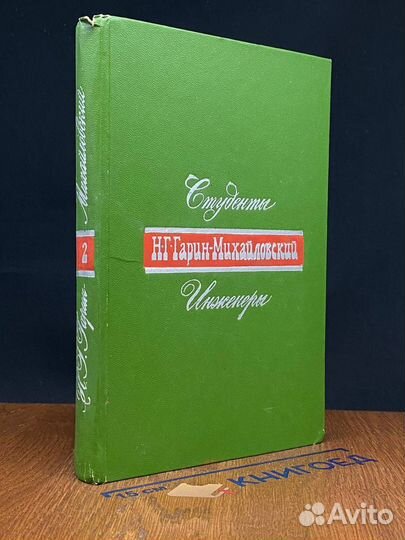 Студенты
Н·Г·Гарин-Михайловский
Инженеры
Н. Г. Гарин
2
Михайловский
КНИГОЕД
Avito